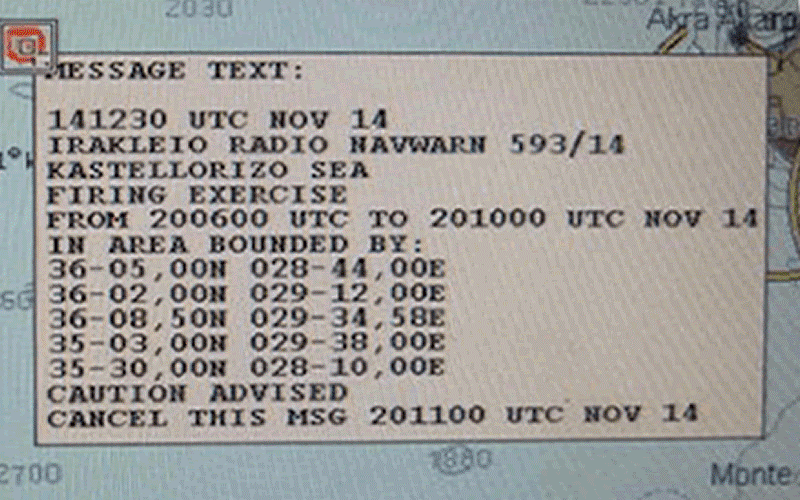 2030
MESSAGE TEXT:
141230 UTC NOV 14
IRAKLEIO RADIO NAVWARN 593/14
KASTELLORIZO SEA
FIRING EXERCISE
FROM 200600 UTC TO 201000 UTC NOV 14
IN AREA BOUNDED BY:
36-05,00N 028-44,00E
36-02,00N 029-12,00E
36-08,50N 029-34,58E
35-03,00N 029-38,00E
35-30,00N 028-10,00E
CAUTION ADVISED
CANCEL THIS MSG 201100 UTC NOV 14
2700
Monte